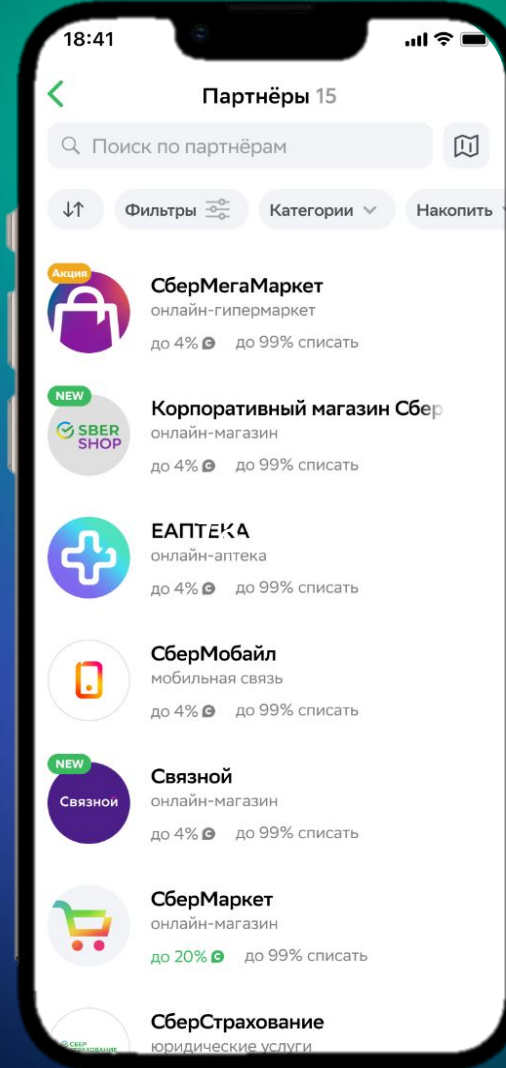 18:41
Партнёры 15
Поиск по партнёрам
Фильтры Категории Накопить
Акция
СберМегаМаркет
онлайн-гипермаркет
до 4% до 99% списать
NEW
SBER
SHOP
Корпоративный магазин Сбер
онлайн-магазин
до 4% до 99% списать
ЕАПТЕКА
онлайн-аптека
до 4% до 99% списать
СберМобайл
мобильная связь
до 4% до 99% списать
NEW
Связной
Связной
онлайн-магазин
до 4% до 99% списать
СберМаркет
онлайн-магазин
до 20% до 99% списать
СберСтрахование
юридические услуги
СБЕР
СТРАХОВАНИЕ